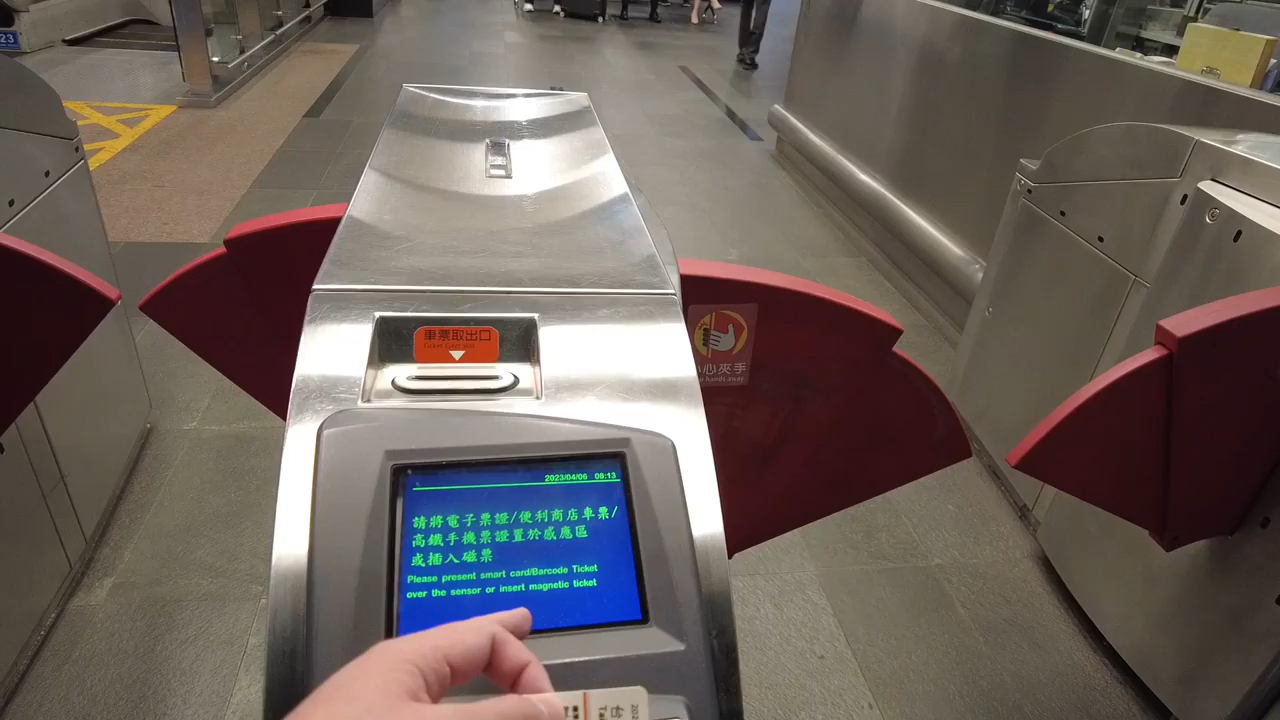 23
車票取出口
Ticket Eject Slot
心夾手
hands away
2023/04/06 08:13
請將電子票證/便利商店車票/
高鐵手機票證置於感應區
或插入磁票
Please present smart card/Barcode Ticket
over the sensor or insert magnetic ticket